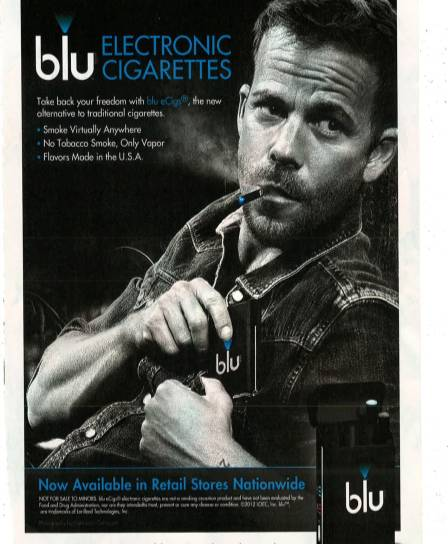 blu ELECTRONIC
CIGARETTES
Take back your freedom with blu eCigs®, the new
alternative to traditional cigarettes.
• Smoke Virtually Anywhere
• No Tobacco Smoke, Only Vapor
• Flavors Made in the U.S.A.
blu
blu
Now Available in Retail Stores Nationwide
NOT FOR SALE TO MINORS. blu eCigs® electronic cigarettes are not a smoking cessation product and have not been evaluated by the
Food and Drug Administration, nor are they intended to treat, prevent or cure any disease or condition. ©2012 LOEC, Inc. blu™,
are trademarks of Lorillard Technologies, Inc.